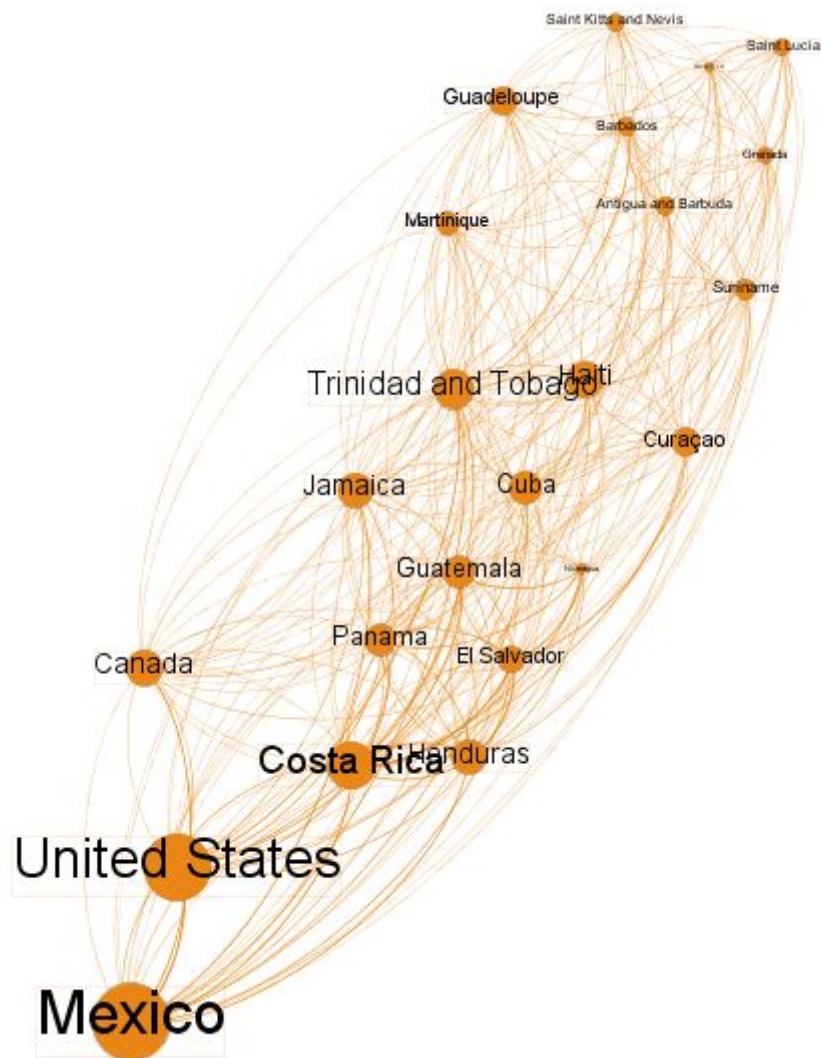 Saint Kitts and Nevis
Saint Lucia
Guadeloupe
Barbados
Grenada
Antigua and Barbuda
Martinique
Suriname
Trinidad and Tobago
Haiti
Curaçao
Jamaica
Cuba
Guatemala
Nicaragua
Panama
El Salvador
Canada
Costa Rica
Honduras
United States
Mexico